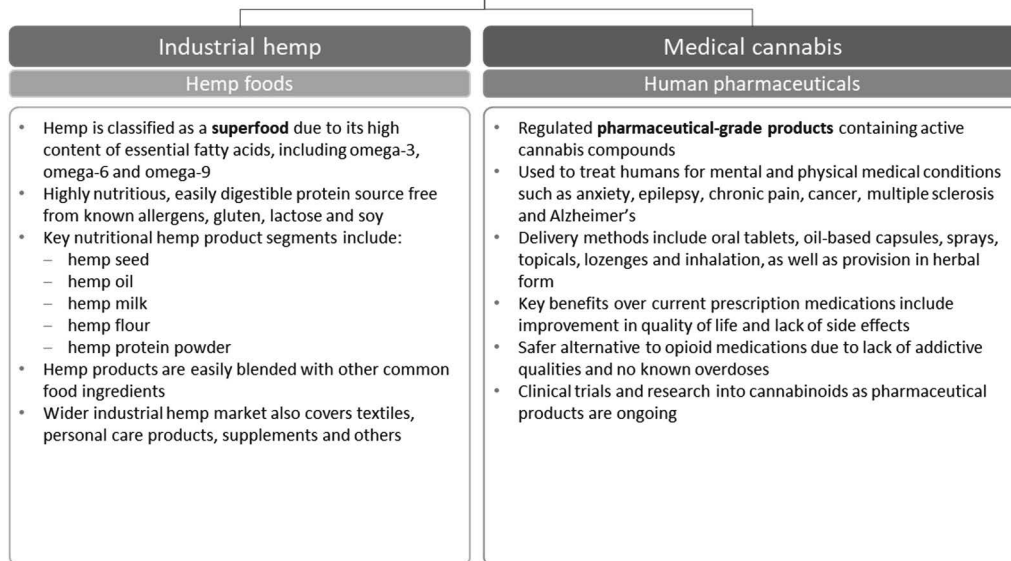 Industrial hemp
Hemp foods
• Hemp is classified as a superfood due to its high
content of essential fatty acids, including omega-3,
omega-6 and omega-9
• Highly nutritious, easily digestible protein source free
from known allergens, gluten, lactose and soy
• Key nutritional hemp product segments include:
– hemp seed
– hemp oil
– hemp milk
– hemp flour
– hemp protein powder
• Hemp products are easily blended with other common
food ingredients
• Wider industrial hemp market also covers textiles,
personal care products, supplements and others
Medical cannabis
Human pharmaceuticals
• Regulated pharmaceutical-grade products containing active
cannabis compounds
• Used to treat humans for mental and physical medical conditions
such as anxiety, epilepsy, chronic pain, cancer, multiple sclerosis
and Alzheimer's
• Delivery methods include oral tablets, oil-based capsules, sprays,
topicals, lozenges and inhalation, as well as provision in herbal
form
• Key benefits over current prescription medications include
improvement in quality of life and lack of side effects
• Safer alternative to opioid medications due to lack of addictive
qualities and no known overdoses
• Clinical trials and research into cannabinoids as pharmaceutical
products are ongoing